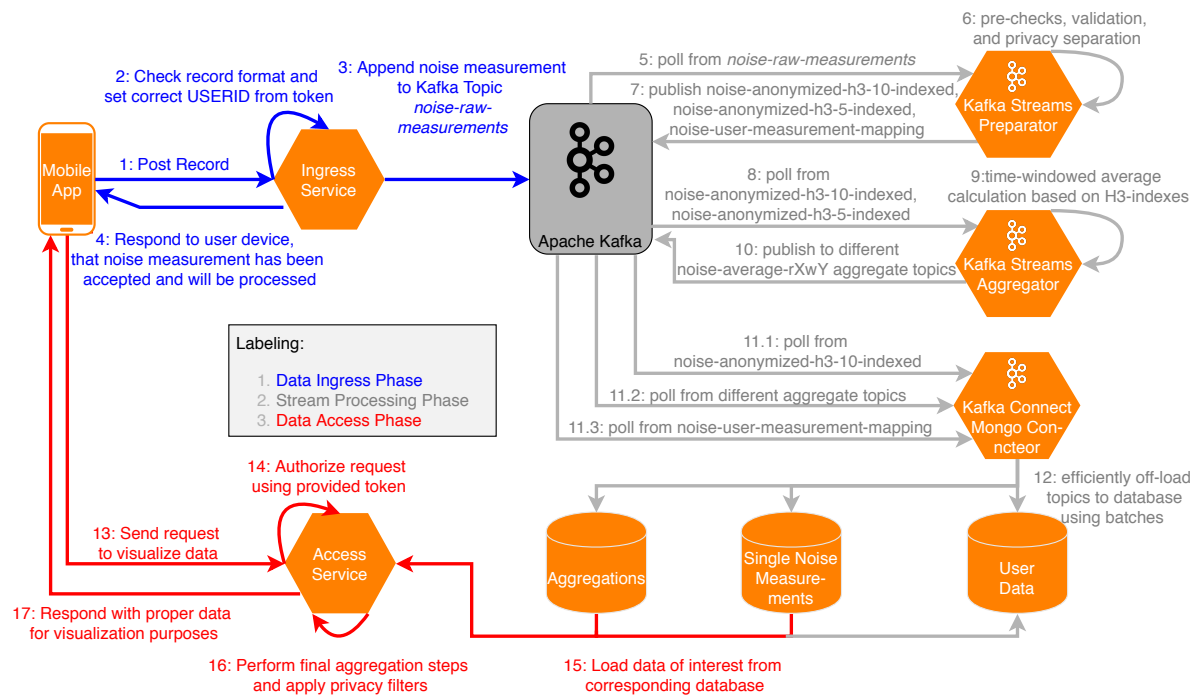 6: pre-checks, validation,
and privacy separation
2: Check record format and
set correct USERID from token
3: Append noise measurement
to Kafka Topic
noise-raw-
measurements
5: poll from noise-raw-measurements
7: publish noise-anonymized-h3-10-indexed,
noise-anonymized-h3-5-indexed,
noise-user-measurement-mapping
Kafka Streams
Preparator
Mobile
App
1: Post Record
Ingress
Service
8: poll from
noise-anonymized-h3-10-indexed,
noise-anonymized-h3-5-indexed
9:time-windowed average
calculation based on H3-indexes
4: Respond to user device,
that noise measurement has been
accepted and will be processed
Apache Kafka
10: publish to different
noise-average-rXwY aggregate topics
Kafka Streams
Aggregator
Labeling:
1. Data Ingress Phase
2. Stream Processing Phase
3. Data Access Phase
11.1: poll from
noise-anonymized-h3-10-indexed
11.2: poll from different aggregate topics
11.3: poll from noise-user-measurement-mapping
Kafka Connect
Mongo Con-
ncteor
14: Authorize request
using provided token
12: efficiently off-load
topics to database
using batches
13: Send request
to visualize data
Access
Service
Aggregations
Single Noise
Measure-
ments
User
Data
17: Respond with proper data
for visualization purposes
16: Perform final aggregation steps
and apply privacy filters
15: Load data of interest from
corresponding database